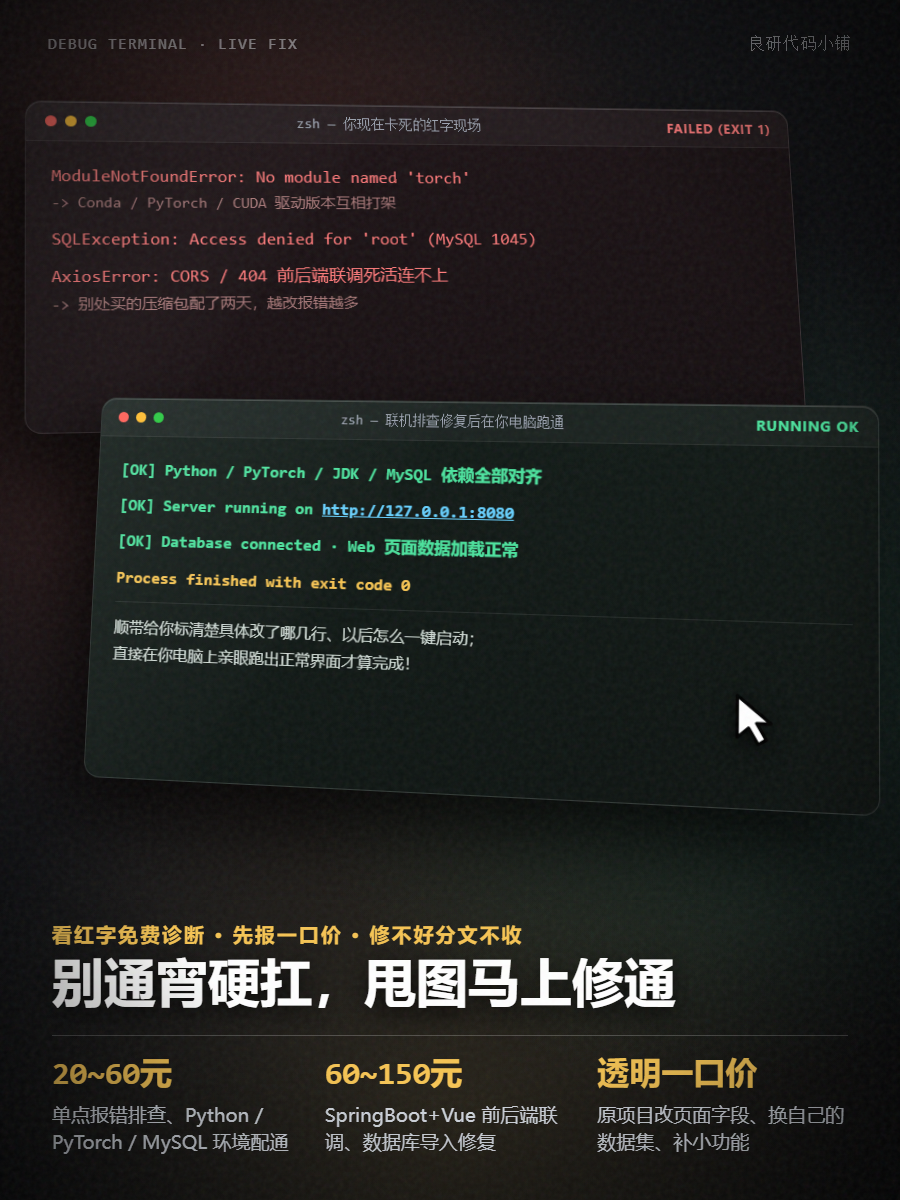 DEBUG TERMINAL · LIVE FIX
良研代码小铺
zsh — 你现在卡死的红字现场
FAILED (EXIT 1)
ModuleNotFoundError: No module named 'torch'
-> Conda / PyTorch / CUDA 驱动版本互相打架
SQLException: Access denied for 'root' (MySQL 1045)
AxiosError: CORS / 404 前后端联调死活连不上
-> 别处买的压缩包配了两天，越改报错越多
zsh — 联机排查修复后在你电脑跑通
RUNNING OK
[OK] Python / PyTorch / JDK / MySQL 依赖全部对齐
[OK] Server running on http://127.0.0.1:8080
[OK] Database connected · Web 页面数据加载正常
Process finished with exit code 0
顺带给你标清楚具体改了哪几行、以后怎么一键启动；
直接在你电脑上亲眼跑出正常界面才算完成！
看红字免费诊断 · 先报一口价 · 修不好分文不收
别通宵硬扛，甩图马上修通
20~60元
单点报错排查、Python /
PyTorch / MySQL 环境配通
60~150元
SpringBoot+Vue 前后端联
调、数据库导入修复
透明一口价
原项目改页面字段、换自己的
数据集、补小功能